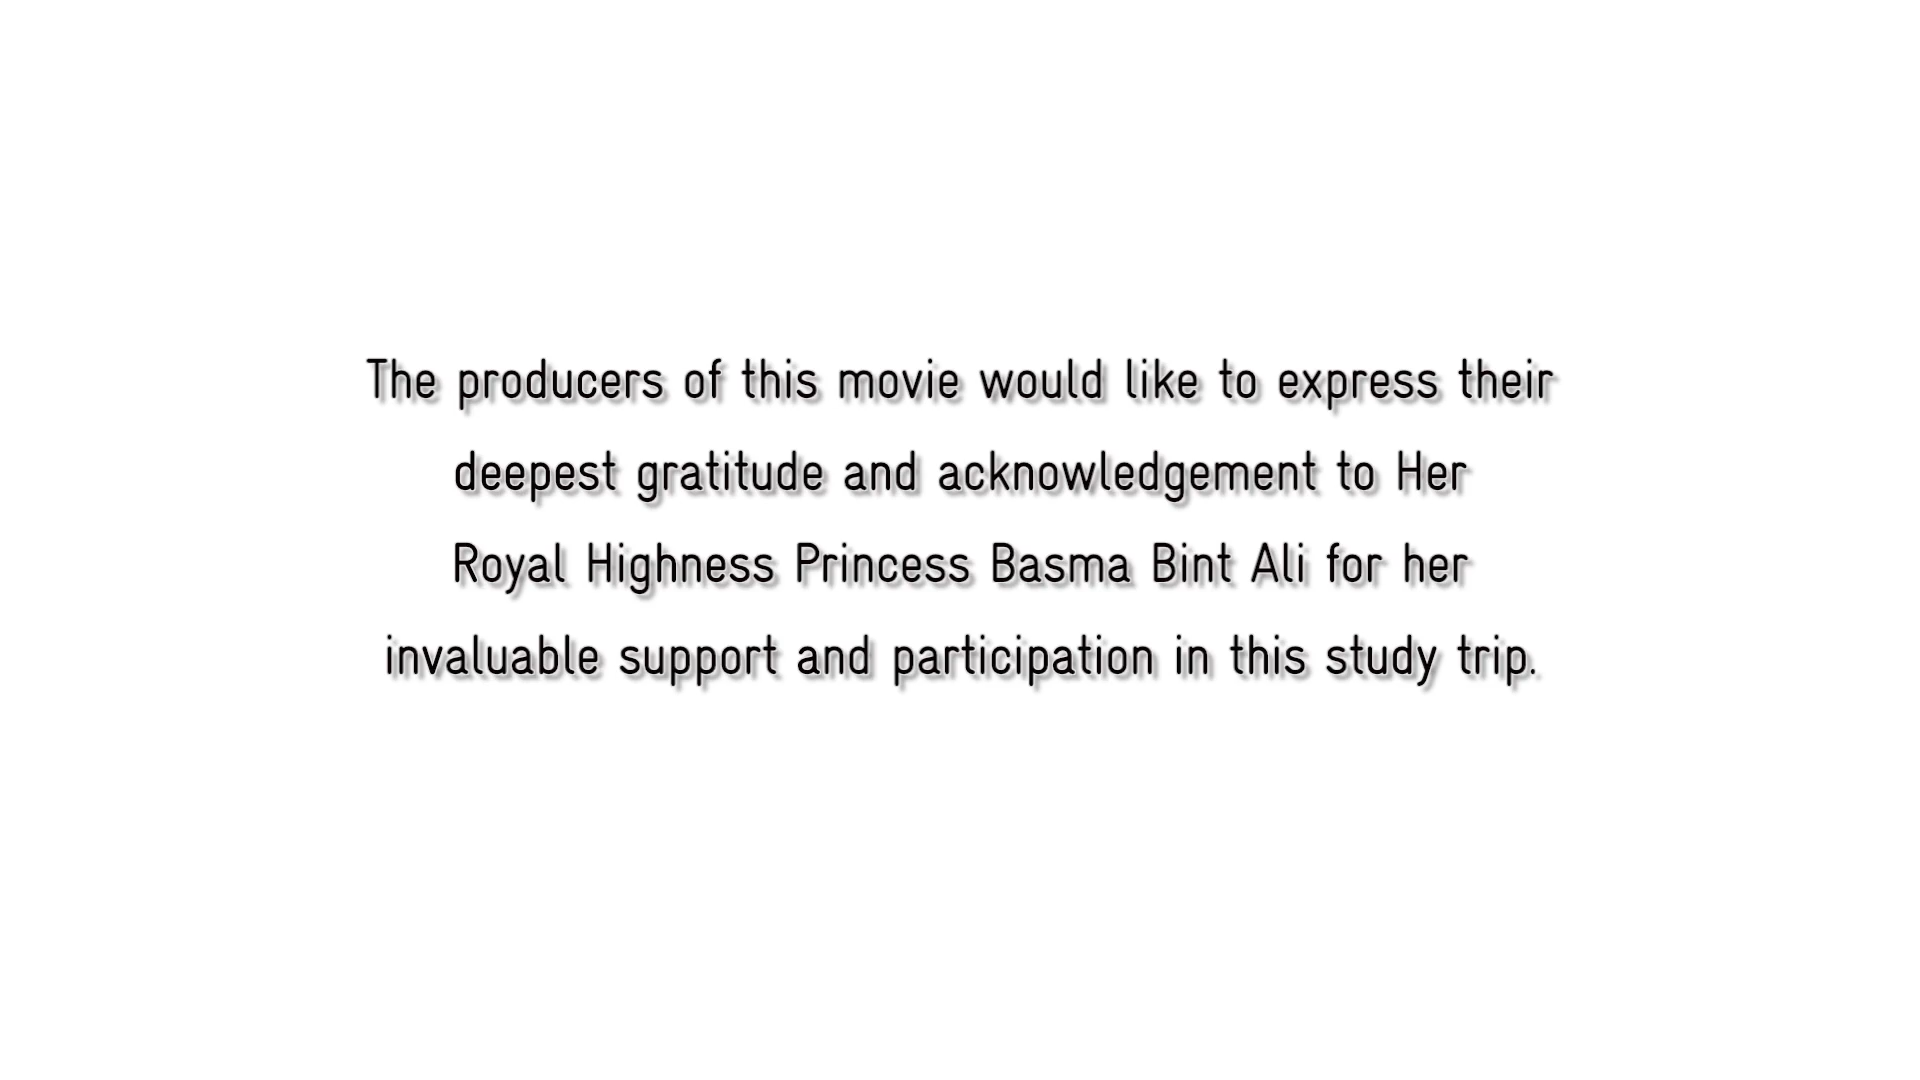 The producers of this movie would like to express their
deepest gratitude and acknowledgement to Her
Royal Highness Princess Basma Bint Ali for her
invaluable support and participation in this study trip.